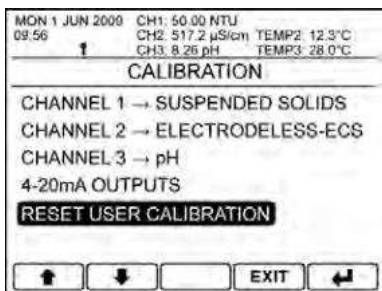 MON 1 JUN 2009 CH1: 50.00 NTU
09:56 CH2: 517.2 µS/cm TEMP2: 12.3°C
1 CH3: 8.26 pH TEMP3: 28.0°C
CALIBRATION
CHANNEL 1 → SUSPENDED SOLIDS
CHANNEL 2 → ELECTRODELESS-ECS
CHANNEL 3 → pH
4-20mA OUTPUTS
RESET USER CALIBRATION
EXIT